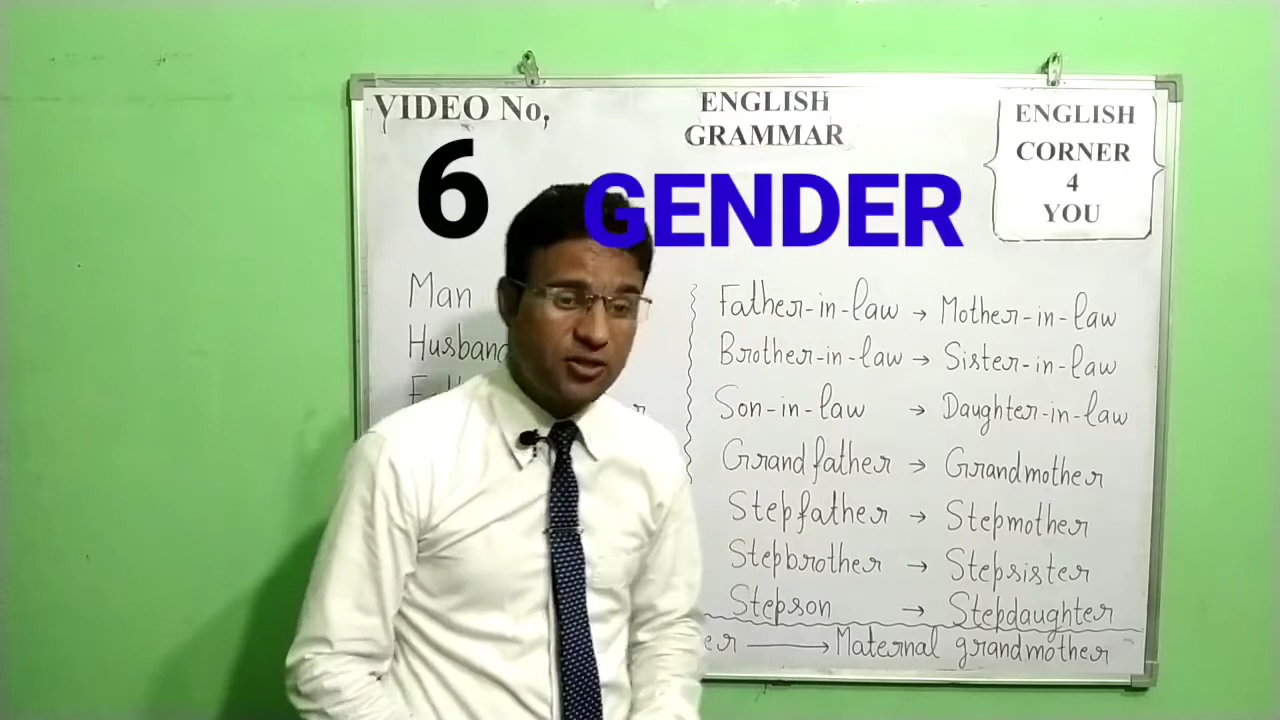 VIDEO No,
6
ENGLISH
GRAMMAR
GENDER
ENGLISH
CORNER
4
YOU
Man
Husband
Father-in-law → Mother-in-law
Brother-in-law → Sister-in-law
Son-in-law → Daughter-in-law
Grandfather → Grandmother
Stepfather → Stepmother
Stepbrother → Stepsister
Stepson → Stepdaughter
→ Maternal grandmother